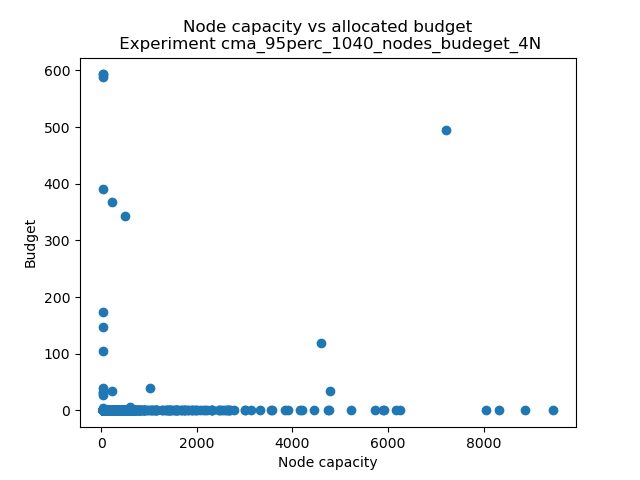 Node capacity vs allocated budget
Experiment cma_95perc_1040_nodes_budeget_4N
600
500
400
300
200
100
0
Budget
0 2000 4000 6000 8000
Node capacity